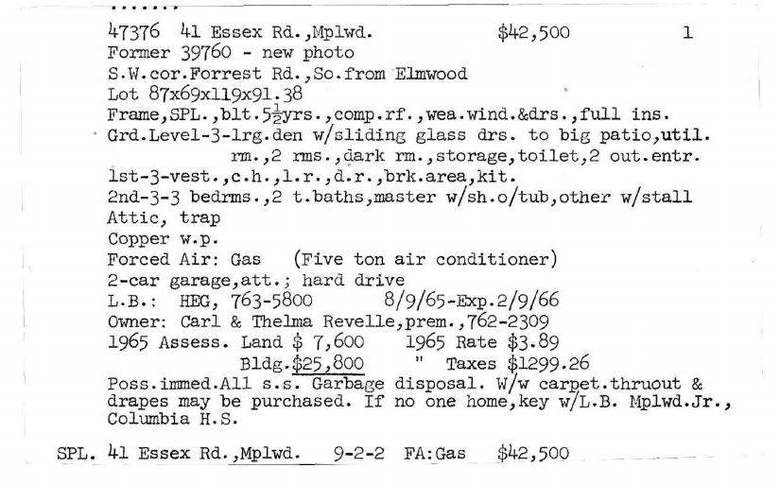 47376 41 Essex Rd.,Mplwd. $42,500 1
Former 39760 - new photo
S.W.cor.Forrest Rd.,So.from Elmwood
Lot 87x69x119x91.38
Frame,SPL.,blt.5½yrs.,comp.rf.,wea.wind.&drs.,full ins.
Grd.Level-3-lrg.den w/sliding glass drs. to big patio,util.
rm.,2 rms.,dark rm.,storage,toilet,2 out.entr.
1st-3-vest.,c.h.,l.r.,d.r.,brk.area,kit.
2nd-3-3 bedrms.,2 t.baths,master w/sh.o/tub,other w/stall
Attic, trap
Copper w.p.
Forced Air: Gas (Five ton air conditioner)
2-car garage,att.; hard drive
L.B.: HEG, 763-5800 8/9/65-Exp.2/9/66
Owner: Carl & Thelma Revelle,prem.,762-2309
1965 Assess. Land $ 7,600 1965 Rate $3.89
Bldg.$25,800 " Taxes $1299.26
Poss.immed.All s.s. Garbage disposal. W/w carpet.thruout &
drapes may be purchased. If no one home,key w/L.B. Mplwd.Jr.,
Columbia H.S.
SPL. 41 Essex Rd.,Mplwd. 9-2-2 FA:Gas $42,500